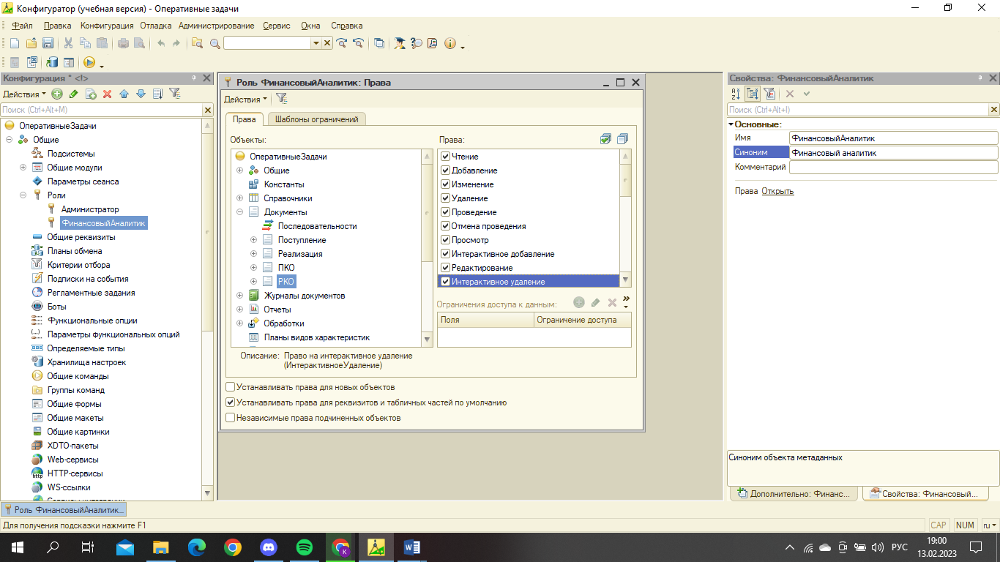 Конфигуратор (учебная версия) - Оперативные задачи
Файл Правка Конфигурация Отладка Администрирование Сервис Окна Справка
Конфигурация * <!>
Действия
Поиск (Ctrl+Alt+M)
ОперативныеЗадачи
Общие
Подсистемы
Общие модули
Параметры сеанса
Роли
Администратор
ФинансовыйАналитик
Общие реквизиты
Планы обмена
Критерии отбора
Подписки на события
Регламентные задания
Боты
Функциональные опции
Параметры функциональных опций
Определяемые типы
Хранилища настроек
Общие команды
Группы команд
Общие формы
Общие макеты
Общие картинки
XDTO-пакеты
Web-сервисы
HTTP-сервисы
WS-ссылки
Роль ФинансовыйАналитик: Права
Действия
Права Шаблоны ограничений
Объекты:
ОперативныеЗадачи
Общие
Константы
Справочники
Документы
Последовательности
Поступление
Реализация
ПКО
РКО
Журналы документов
Отчеты
Обработки
Планы видов характеристик
Права:
Чтение
Добавление
Изменение
Удаление
Проведение
Отмена проведения
Просмотр
Интерактивное добавление
Редактирование
Интерактивное удаление
Ограничения доступа к данным:
Поля Ограничение доступа
Описание: Право на интерактивное удаление
(ИнтерактивноеУдаление)
Устанавливать права для новых объектов
Устанавливать права для реквизитов и табличных частей по умолчанию
Независимые права подчиненных объектов
Свойства: ФинансовыйАналитик
Поиск (Ctrl+Alt+I)
Основные:
Имя ФинансовыйАналитик
Синоним Финансовый аналитик
Комментарий
Права Открыть
Синоним объекта метаданных
Дополнительно: Финанс... Свойства: Финансовый...
Роль ФинансовыйАналитик...
Для получения подсказки нажмите F1
CAP NUM ru
РУС
19:00
13.02.2023